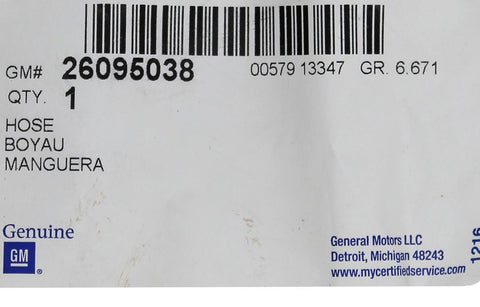 GM# 26095038 00579 13347 GR. 6.671
QTY. 1
HOSE
BOYAU
MANGUERA
Genuine
GM ®
General Motors LLC
Detroit, Michigan 48243
www.mycertifiedservice.com
1216